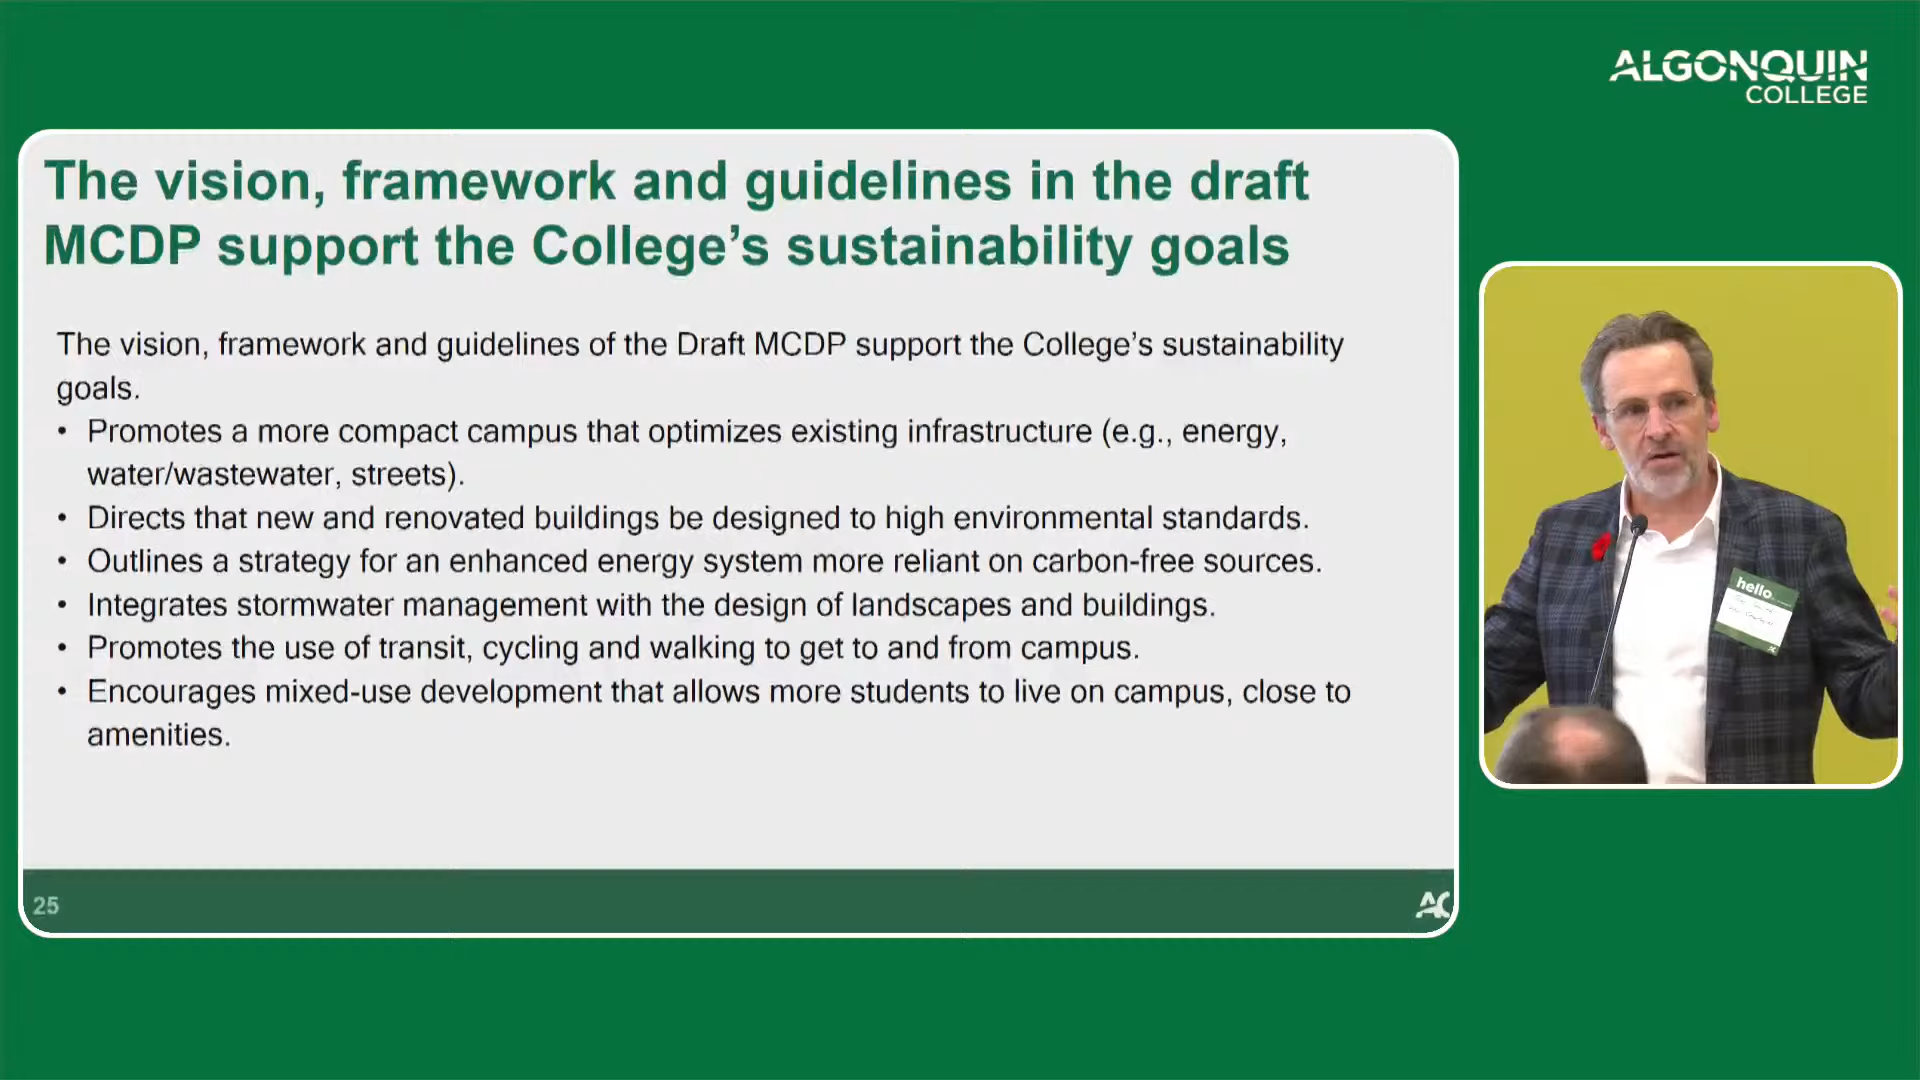 ALGONQUIN
COLLEGE
The vision, framework and guidelines in the draft
MCDP support the College’s sustainability goals
The vision, framework and guidelines of the Draft MCDP support the College’s sustainability
goals.
• Promotes a more compact campus that optimizes existing infrastructure (e.g., energy,
water/wastewater, streets).
• Directs that new and renovated buildings be designed to high environmental standards.
• Outlines a strategy for an enhanced energy system more reliant on carbon-free sources.
• Integrates stormwater management with the design of landscapes and buildings.
• Promotes the use of transit, cycling and walking to get to and from campus.
• Encourages mixed-use development that allows more students to live on campus, close to
amenities.
hello
25
AC